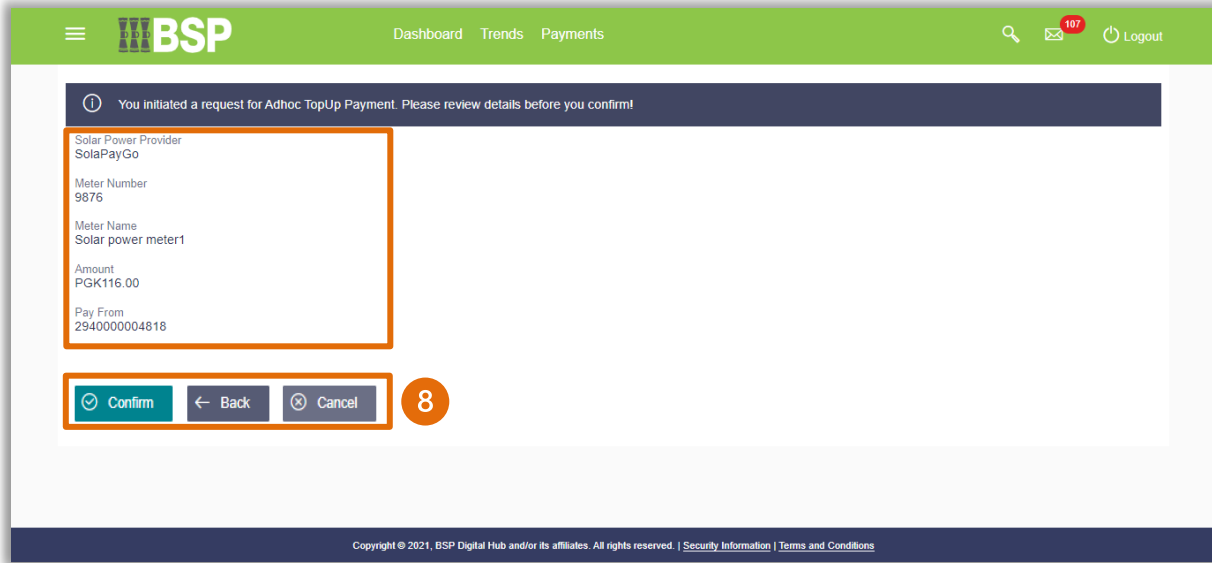 BSP
Dashboard Trends Payments
107
Logout
You initiated a request for Adhoc TopUp Payment. Please review details before you confirm!
Solar Power Provider
SolaPayGo
Meter Number
9876
Meter Name
Solar power meter1
Amount
PGK116.00
Pay From
2940000004818
Confirm
Back
Cancel
8
Copyright © 2021, BSP Digital Hub and/or its affiliates. All rights reserved. | Security Information | Terms and Conditions